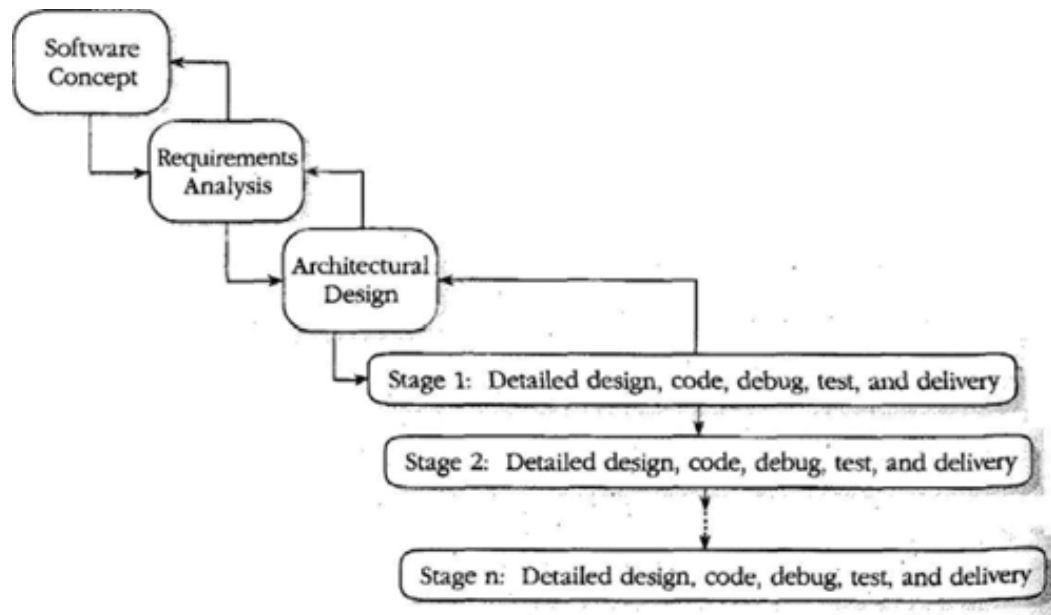 Software
Concept
Requirements
Analysis
Architectural
Design
Stage 1: Detailed design, code, debug, test, and delivery
Stage 2: Detailed design, code, debug, test, and delivery
Stage n: Detailed design, code, debug, test, and delivery